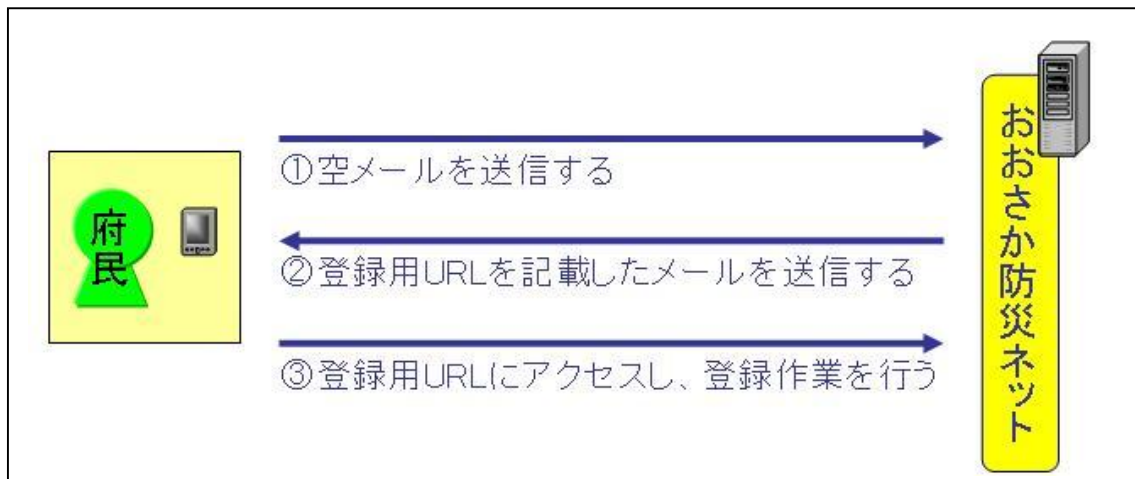 府民
①空メールを送信する
②登録用URLを記載したメールを送信する
③登録用URLにアクセスし、登録作業を行う
おおさか防災ネット